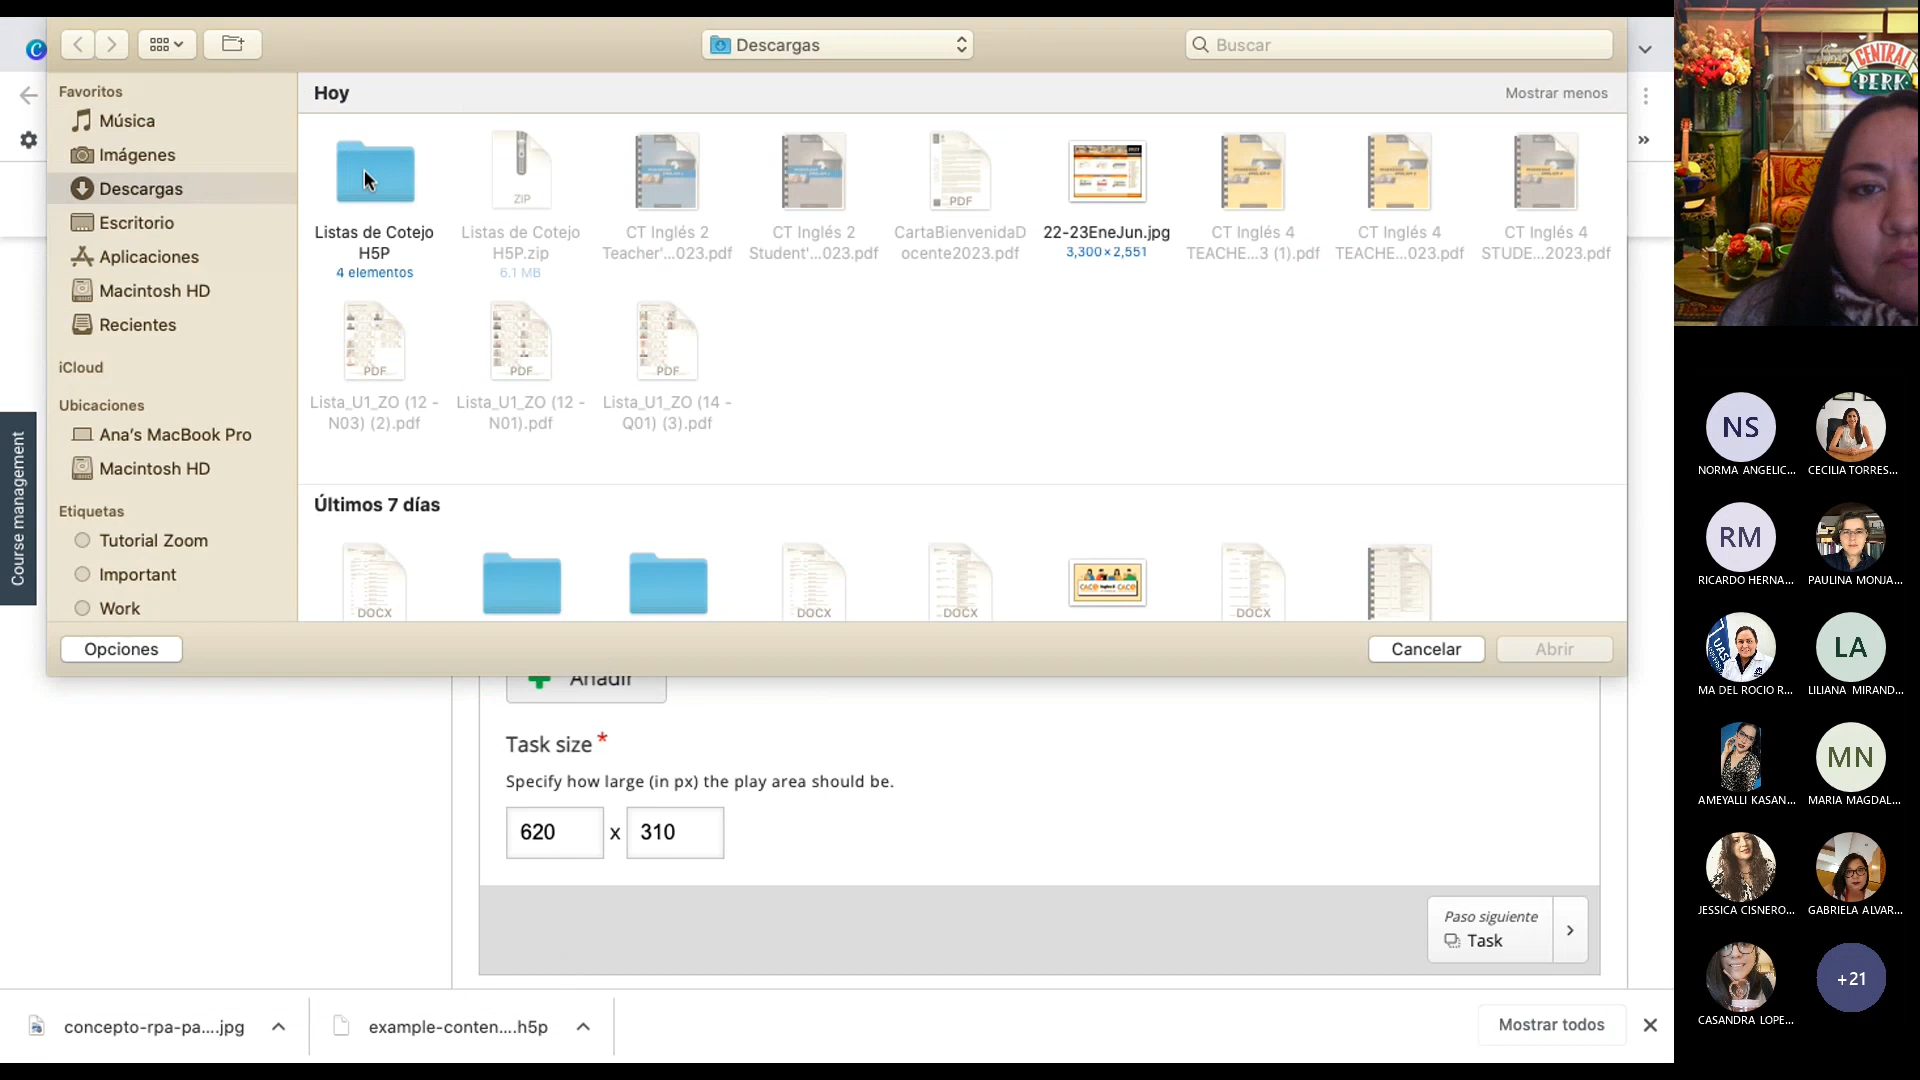 Descargas
Buscar
Favoritos
Música
Imágenes
Descargas
Escritorio
Aplicaciones
Macintosh HD
Recientes
iCloud
Ubicaciones
Ana's MacBook Pro
Macintosh HD
Etiquetas
Tutorial Zoom
Important
Work
Hoy
Mostrar menos
Listas de Cotejo
H5P
4 elementos
ZIP
Listas de Cotejo
H5P.zip
6.1 MB
CT Inglés 2
Teacher'...023.pdf
CT Inglés 2
Student'...023.pdf
PDF
CartaBienvenidaD
ocente2023.pdf
22-23EneJun.jpg
3,300×2,551
CT Inglés 4
TEACHE...3 (1).pdf
CT Inglés 4
TEACHE...023.pdf
CT Inglés 4
STUDE...2023.pdf
PDF
Lista_U1_ZO (12 -
N03) (2).pdf
PDF
Lista_U1_ZO (12 -
N01).pdf
PDF
Lista_U1_ZO (14 -
Q01) (3).pdf
Últimos 7 días
DOCX
DOCX
DOCX
DOCX
Opciones
Cancelar
Abrir
Course management
Añadir
Task size *
Specify how large (in px) the play area should be.
620 x 310
Paso siguiente
Task
concepto-rpa-pa....jpg
example-conten....h5p
Mostrar todos
CENTRAL
PERK
NS
NORMA ANGELIC...
CECILIA TORRES...
RM
RICARDO HERNA...
PAULINA MONJA...
MA DEL ROCIO R...
LA
LILIANA MIRAND...
AMEYALLI KASAN...
MN
MARIA MAGDAL...
JESSICA CISNERO...
GABRIELA ALVAR...
CASANDRA LOPE...
+21